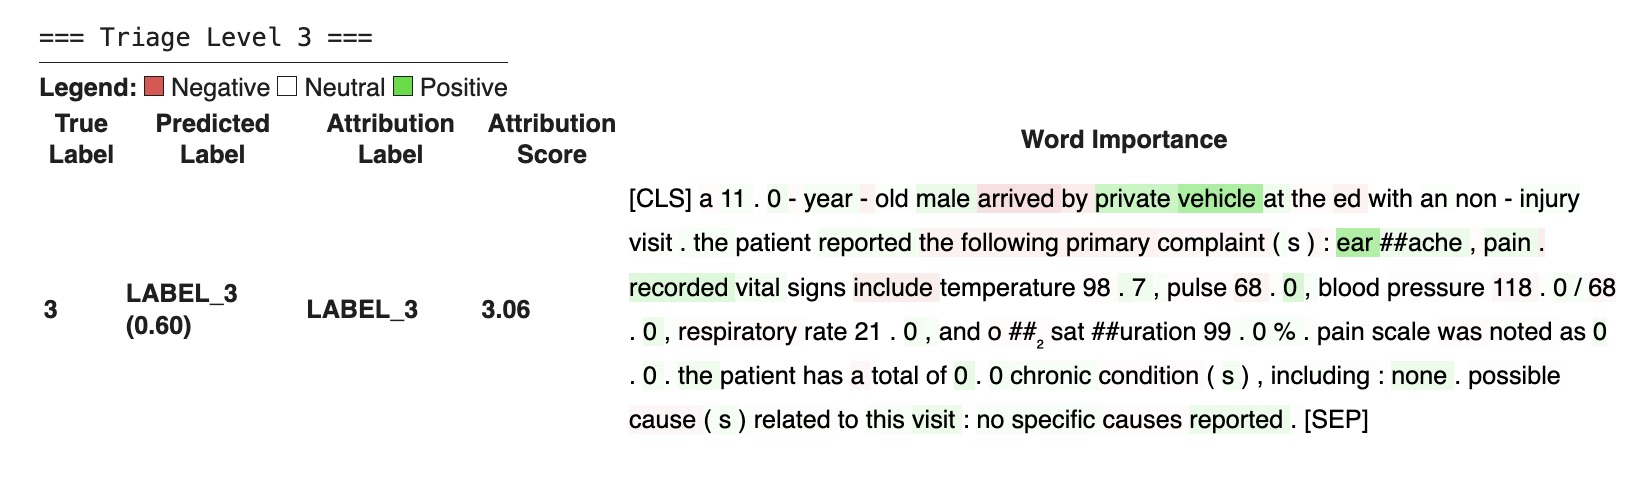 === Triage Level 3 ===
Legend: Negative Neutral Positive
True Label Predicted Label Attribution Label Attribution Score Word Importance
3 LABEL_3 (0.60) LABEL_3 3.06
[CLS] a 11 . 0 - year - old male arrived by private vehicle at the ed with an non - injury
visit . the patient reported the following primary complaint ( s ) : ear ##ache , pain .
recorded vital signs include temperature 98 . 7 , pulse 68 . 0 , blood pressure 118 . 0 / 68
. 0 , respiratory rate 21 . 0 , and o ##₂ sat ##uration 99 . 0 % . pain scale was noted as 0
. 0 . the patient has a total of 0 . 0 chronic condition ( s ) , including : none . possible
cause ( s ) related to this visit : no specific causes reported . [SEP]